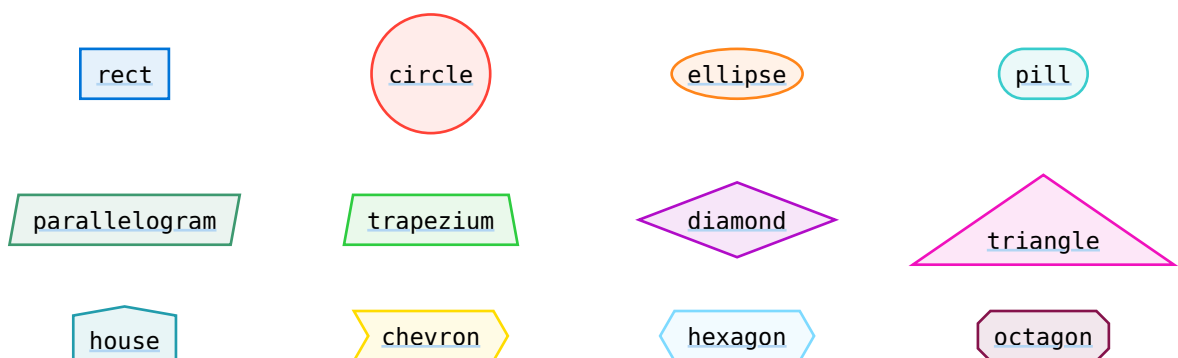 rect circle ellipse pill
parallelogram trapezium diamond triangle
house chevron hexagon octagon